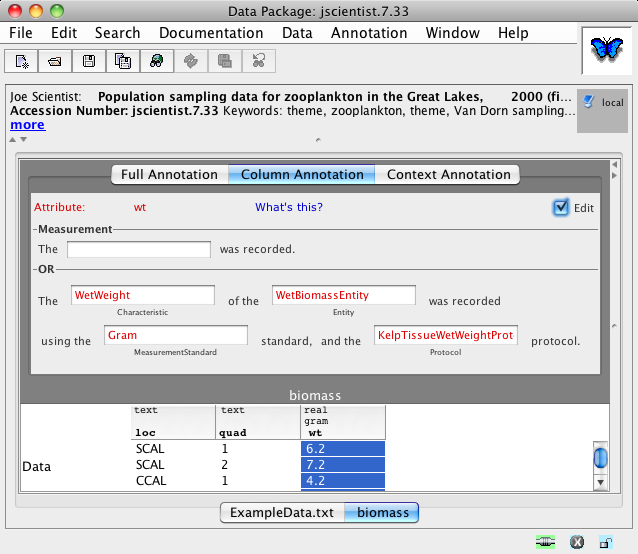 Data Package: jscientist.7.33
File Edit Search Documentation Data Annotation Window Help
Joe Scientist: Population sampling data for zooplankton in the Great Lakes, 2000 (fi...
Accession Number: jscientist.7.33 Keywords: theme, zooplankton, theme, Van Dorn sampling...
more
local
Full Annotation Column Annotation Context Annotation
Attribute: wt What's this? Edit
Measurement
The was recorded.
OR
The WetWeight of the WetBiomassEntity was recorded
Characteristic Entity
using the Gram standard, and the KelpTissueWetWeightProt protocol.
MeasurementStandard Protocol
biomass
text text real
gram
loc quad wt
SCAL 1 6.2
SCAL 2 7.2
Data
CCAL 1 4.2
ExampleData.txt biomass